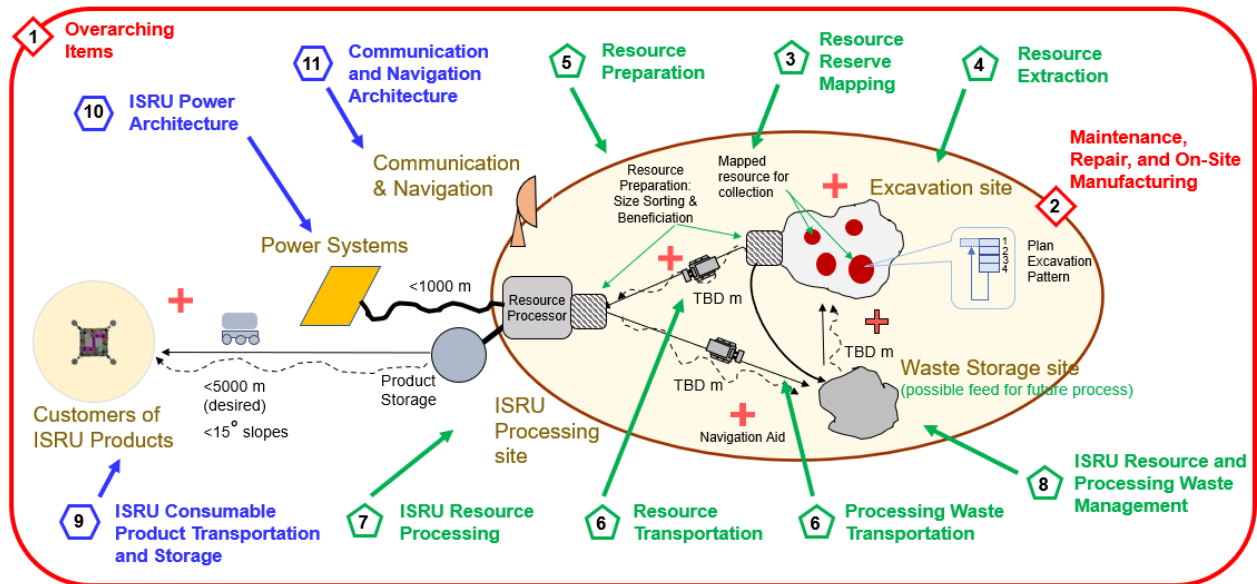 1
Overarching
Items
10
ISRU Power
Architecture
11
Communication
and Navigation
Architecture
5
Resource
Preparation
3
Resource
Reserve
Mapping
4
Resource
Extraction
Maintenance,
Repair, and On-Site
Manufacturing
2
Communication
& Navigation
Power Systems
<1000 m
Resource
Preparation:
Size Sorting &
Beneficiation
Mapped
resource for
collection
Excavation site
1
2
3
4
Plan
Excavation
Pattern
Resource
Processor
TBD m
TBD m
TBD m
Product
Storage
<5000 m
(desired)
<15° slopes
Customers of
ISRU Products
ISRU
Processing
site
Navigation Aid
Waste Storage site
(possible feed for future process)
9
ISRU Consumable
Product Transportation
and Storage
7
ISRU Resource
Processing
6
Resource
Transportation
6
Processing Waste
Transportation
8
ISRU Resource and
Processing Waste
Management